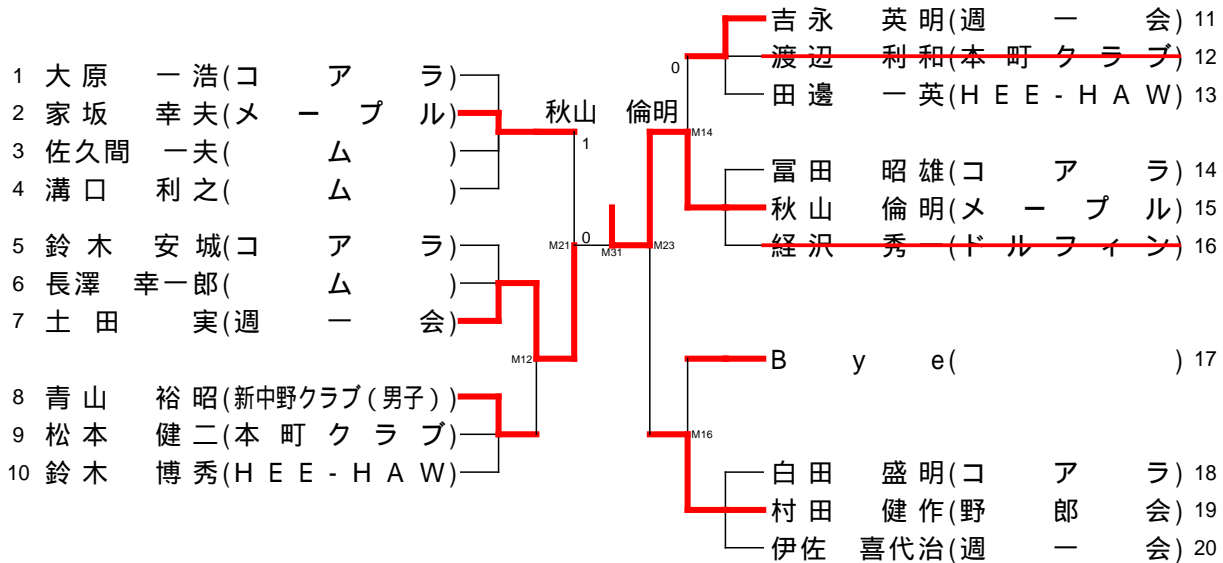 1 大原 一浩(コアラ)
2 家坂 幸夫(メープル)
3 佐久間 一夫(ム)
4 溝口 利之(ム)
5 鈴木 安城(コアラ)
6 長澤 幸一郎(ム)
7 土田 実(週一会)
8 青山 裕昭(新中野クラブ(男子))
9 松本 健二(本町クラブ)
10 鈴木 博秀(HEE-HAW)
秋山 倫明
1
0
0
M21
M31
M23
M12
M14
M16
吉永 英明(週一会) 11
渡辺 利和(本町クラブ) 12
田邊 一英(HEE-HAW) 13
冨田 昭雄(コアラ) 14
秋山 倫明(メープル) 15
経沢 秀一(ドルフィン) 16
Bye( ) 17
白田 盛明(コアラ) 18
村田 健作(野郎会) 19
伊佐 喜代治(週一会) 20